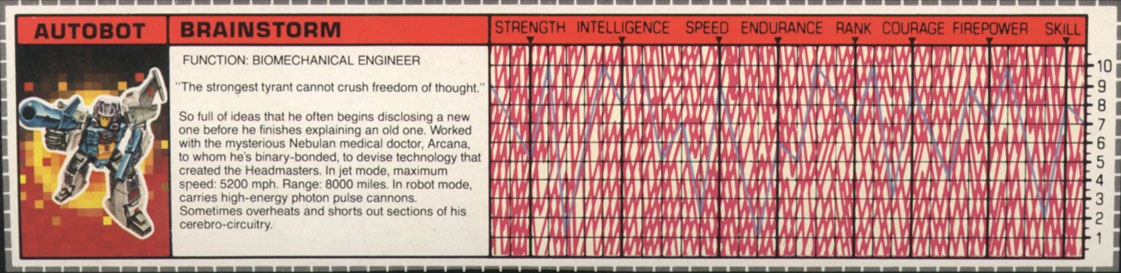 AUTOBOT
BRAINSTORM
STRENGTH INTELLIGENCE SPEED ENDURANCE RANK COURAGE FIREPOWER SKILL
FUNCTION: BIOMECHANICAL ENGINEER
"The strongest tyrant cannot crush freedom of thought."
So full of ideas that he often begins disclosing a new
one before he finishes explaining an old one. Worked
with the mysterious Nebulan medical doctor, Arcana,
to whom he's binary-bonded, to devise technology that
created the Headmasters. In jet mode, maximum
speed: 5200 mph. Range: 8000 miles. In robot mode,
carries high-energy photon pulse cannons.
Sometimes overheats and shorts out sections of his
cerebro-circuitry.
10
9
8
7
6
5
4
3
2
1